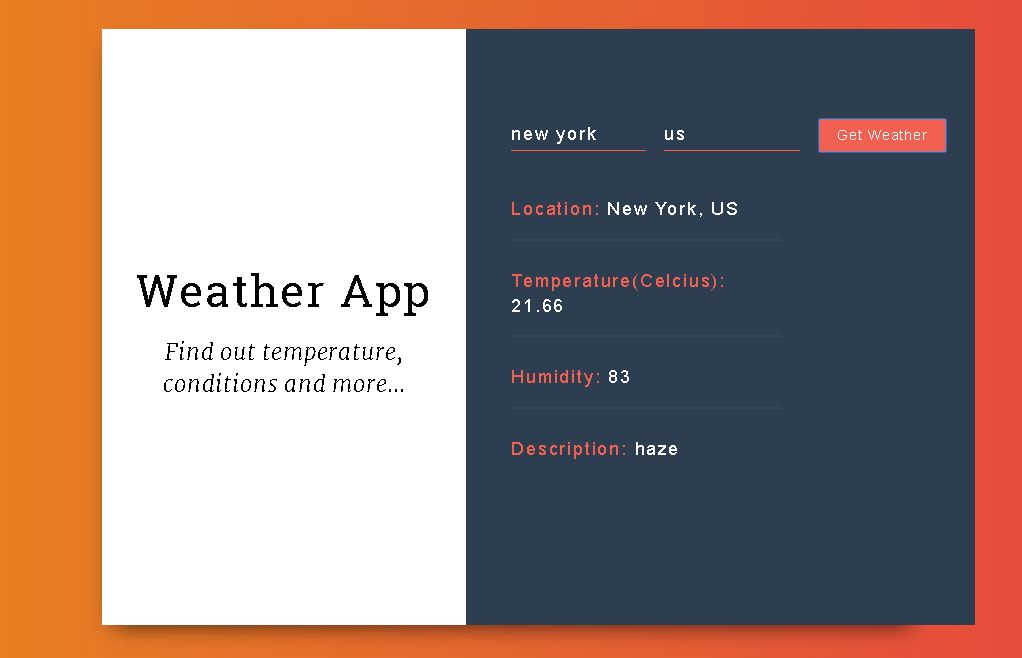 Weather App
Find out temperature,
conditions and more...
new york
us
Get Weather
Location: New York, US
Temperature(Celcius):
21.66
Humidity: 83
Description: haze